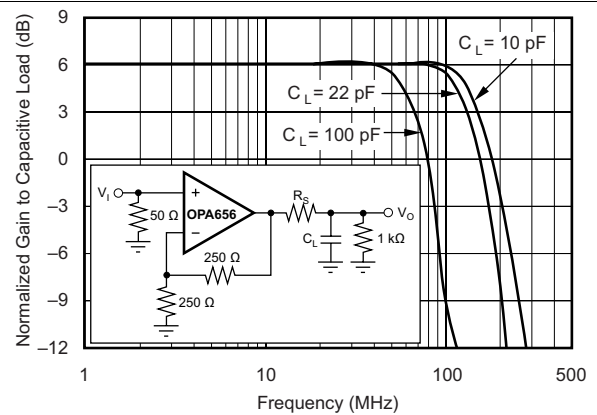 Normalized Gain to Capacitive Load (dB)
9
6
3
0
–3
–6
–9
–12
C L = 10 pF
C L = 22 pF
C L = 100 pF
V I
50 Ω
+
OPA656
–
R S
V O
C L
1 kΩ
250 Ω
250 Ω
1
10
100
500
Frequency (MHz)